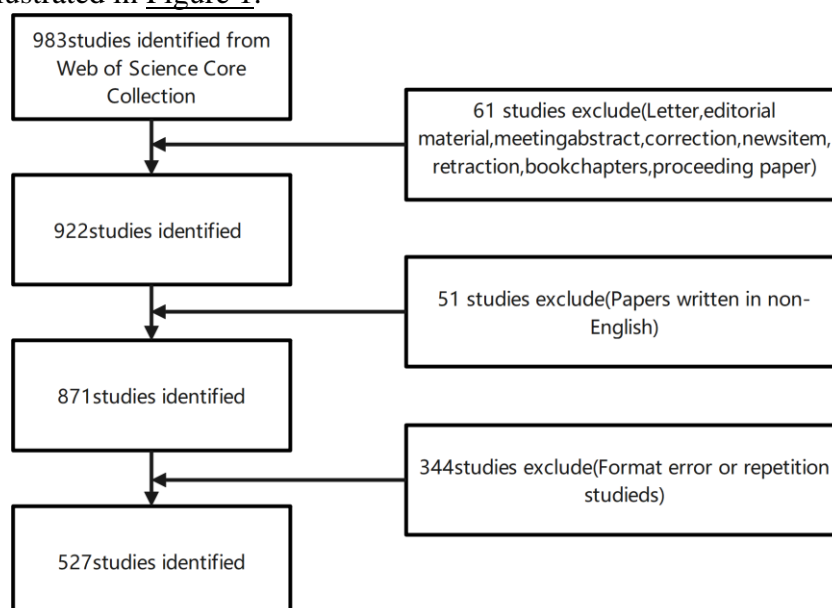 lustrated in Figure 1.
983studies identified from
Web of Science Core
Collection
61 studies exclude(Letter,editorial
material,meetingabstract,correction,newsitem,
retraction,bookchapters,proceeding paper)
922studies identified
51 studies exclude(Papers written in non-
English)
871studies identified
344studies exclude(Format error or repetition
studieds)
527studies identified